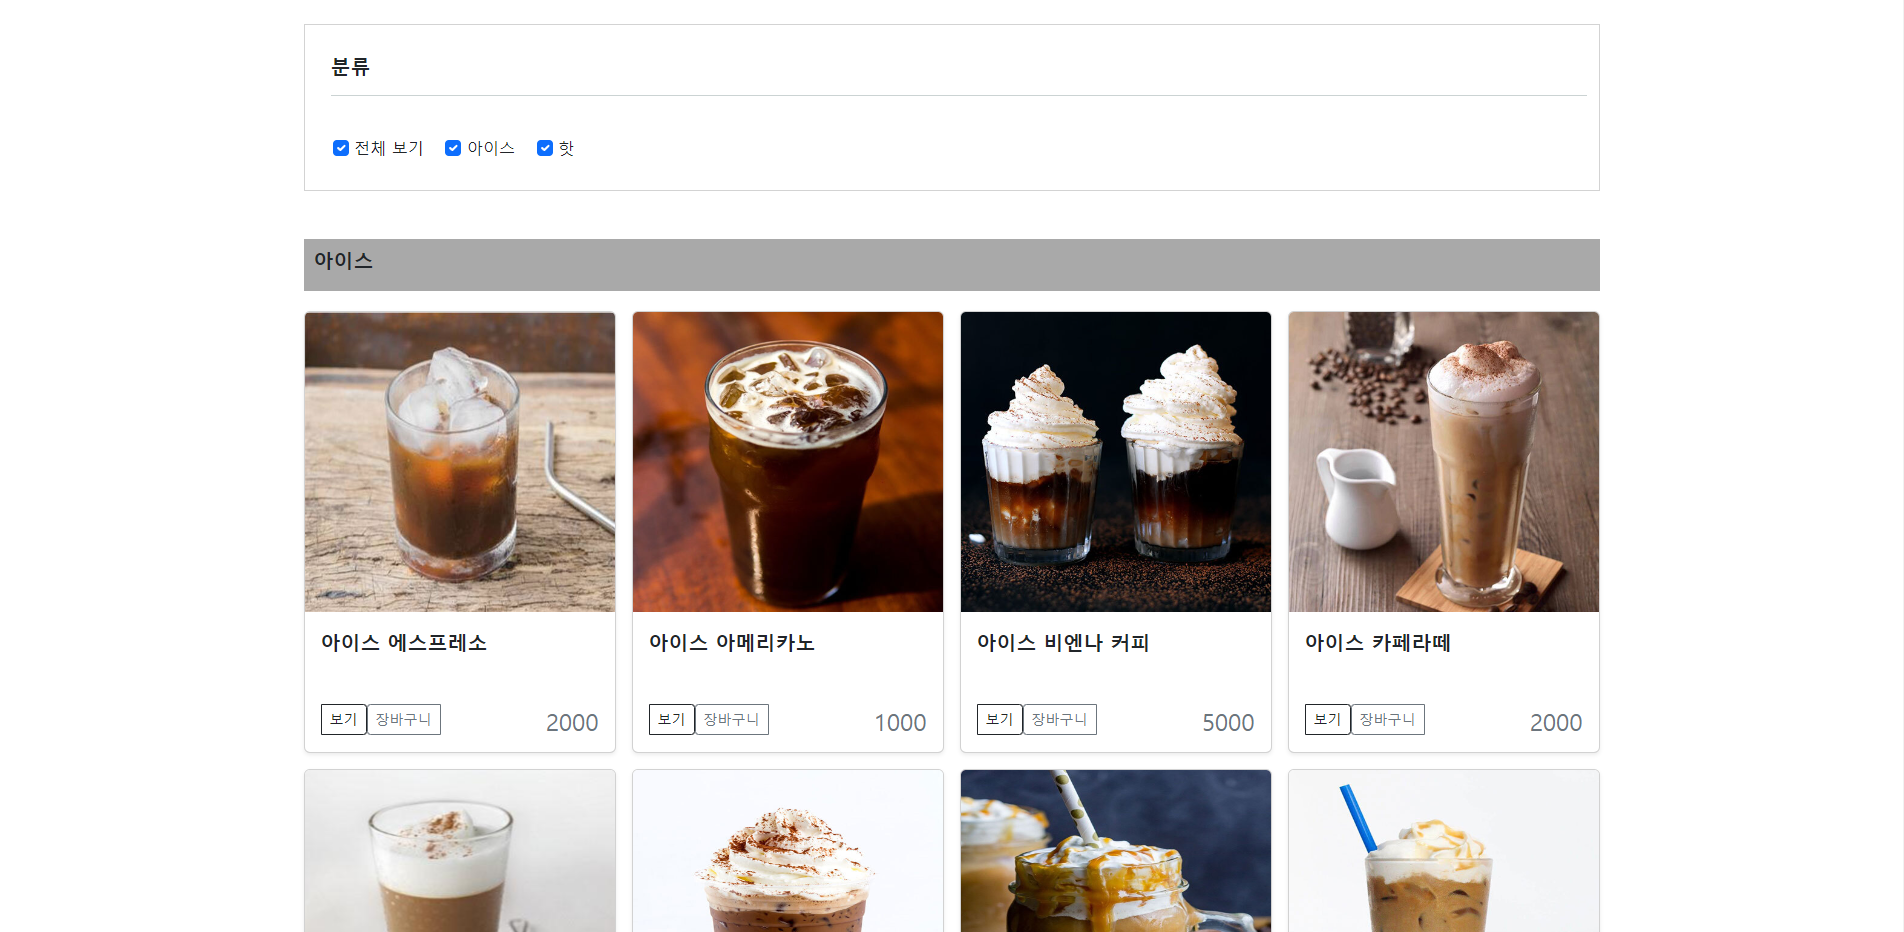 분류
전체 보기 아이스 핫
아이스
아이스 에스프레소
보기 장바구니 2000
아이스 아메리카노
보기 장바구니 1000
아이스 비엔나 커피
보기 장바구니 5000
아이스 카페라떼
보기 장바구니 2000